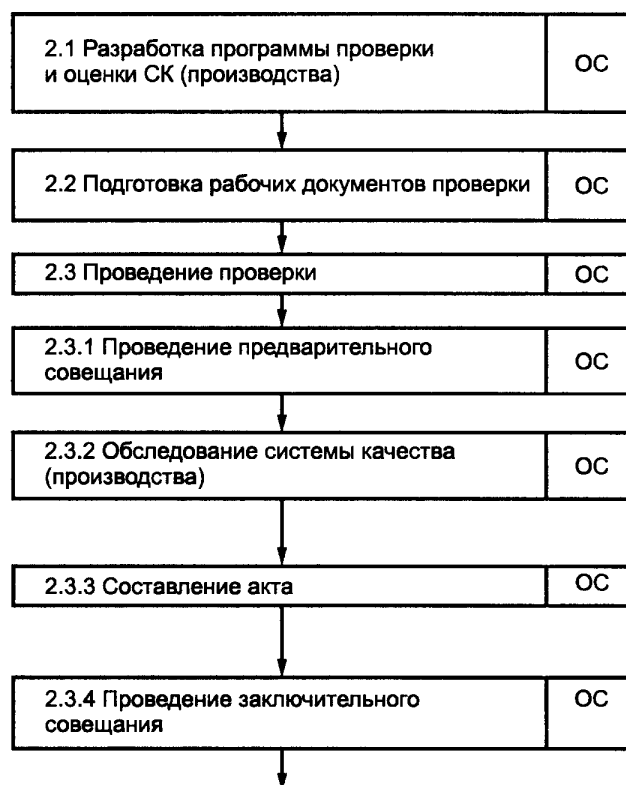 2.1 Разработка программы проверки
и оценки СК (производства)
ОС
2.2 Подготовка рабочих документов проверки
ОС
2.3 Проведение проверки
ОС
2.3.1 Проведение предварительного
совещания
ОС
2.3.2 Обследование системы качества
(производства)
ОС
2.3.3 Составление акта
ОС
2.3.4 Проведение заключительного
совещания
ОС